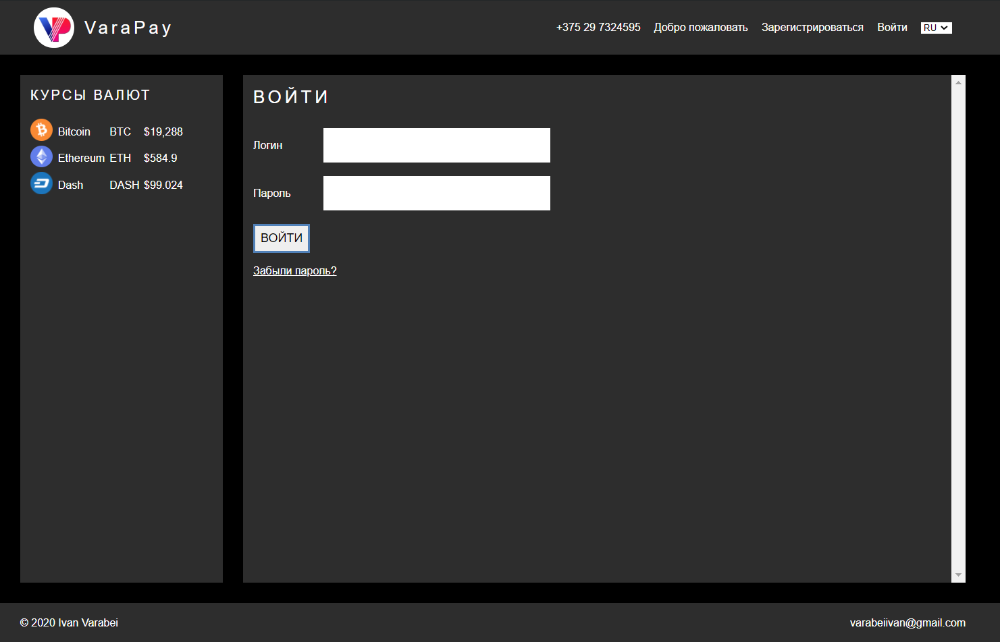 VP VaraPay
+375 29 7324595 Добро пожаловать Зарегистрироваться Войти RU
КУРСЫ ВАЛЮТ
Bitcoin BTC $19,288
Ethereum ETH $584.9
Dash DASH $99.024
ВОЙТИ
Логин
Пароль
ВОЙТИ
Забыли пароль?
© 2020 Ivan Varabei
varabeiivan@gmail.com